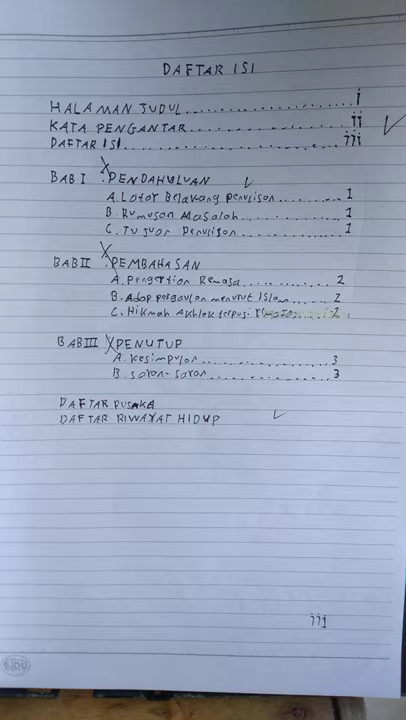 DAFTAR ISI
HALAMAN JUDUL.................................i
KATA PENGANTAR.................................ii
DAFTAR ISI.................................iii
BAB I : PENDAHULUAN
A. Latar Belakang penulisan............1
B. Rumusan Masalah............1
C. Tujuan Penulisan............1
BAB II : PEMBAHASAN
A. Pengertian Remaja............2
B. Adap pergaulan menurut Islam....2
C. Hikmah Akhlak terpuji ....2
BAB III : PENUTUP
A. Kesimpulan............3
B. saran-saran............3
DAFTAR PUSAKA
DAFTAR RIWAYAT HIDUP
iii
SIDU